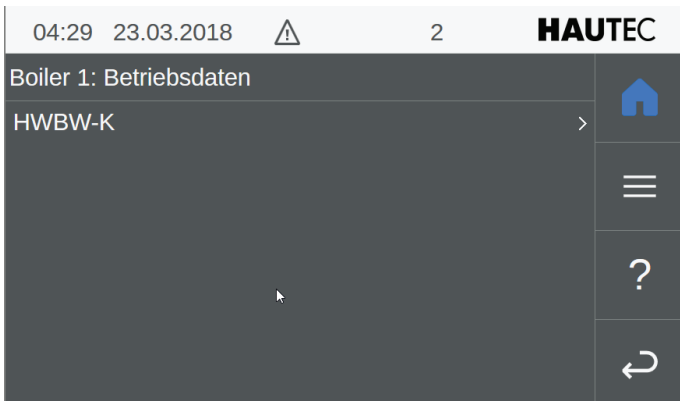 04:29 23.03.2018 2 HAUTEC
Boiler 1: Betriebsdaten
HWBW-K
?